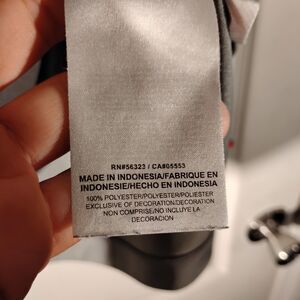 RN#56323 / CA#05553
MADE IN INDONESIA/FABRIQUE EN
INDONESIE/HECHO EN INDONESIA
100% POLYESTER/POLYESTER/POLIESTER
EXCLUSIVE OF DECORATION/DECORATION
NON COMPRISE/NO INCLUYE LA
DECORACION